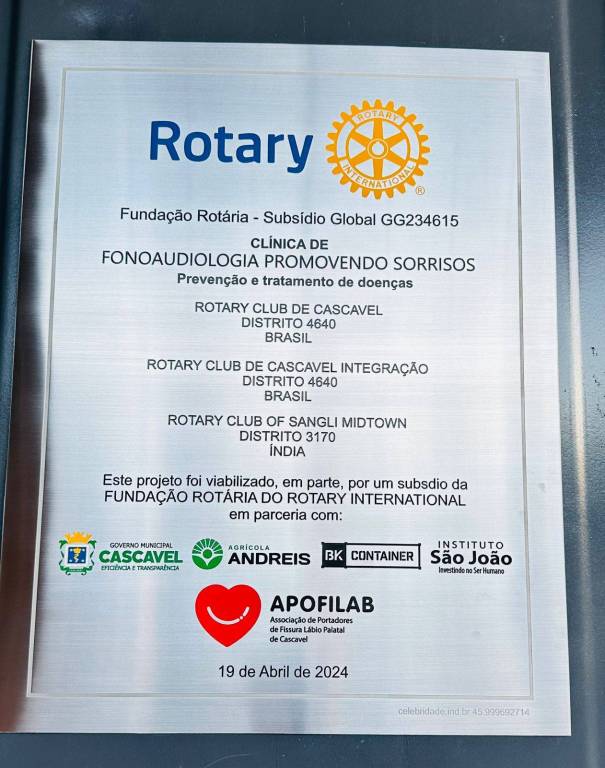 Rotary
ROTARY
INTERNATIONAL
®
Fundação Rotária - Subsídio Global GG234615
CLÍNICA DE
FONOAUDIOLOGIA PROMOVENDO SORRISOS
Prevenção e tratamento de doenças
ROTARY CLUB DE CASCAVEL
DISTRITO 4640
BRASIL
ROTARY CLUB DE CASCAVEL INTEGRAÇÃO
DISTRITO 4640
BRASIL
ROTARY CLUB OF SANGLI MIDTOWN
DISTRITO 3170
ÍNDIA
Este projeto foi viabilizado, em parte, por um subsdio da
FUNDAÇÃO ROTÁRIA DO ROTARY INTERNATIONAL
em parceria com:
GOVERNO MUNICIPAL
CASCAVEL
EFICIÊNCIA E TRANSPARÊNCIA
AGRÍCOLA
ANDREIS
BK CONTAINER
INSTITUTO
São João
Investindo no Ser Humano
APOFILAB
Associação de Portadores
de Fissura Lábio Palatal
de Cascavel
19 de Abril de 2024
celebridade.ind.br 45.999692714